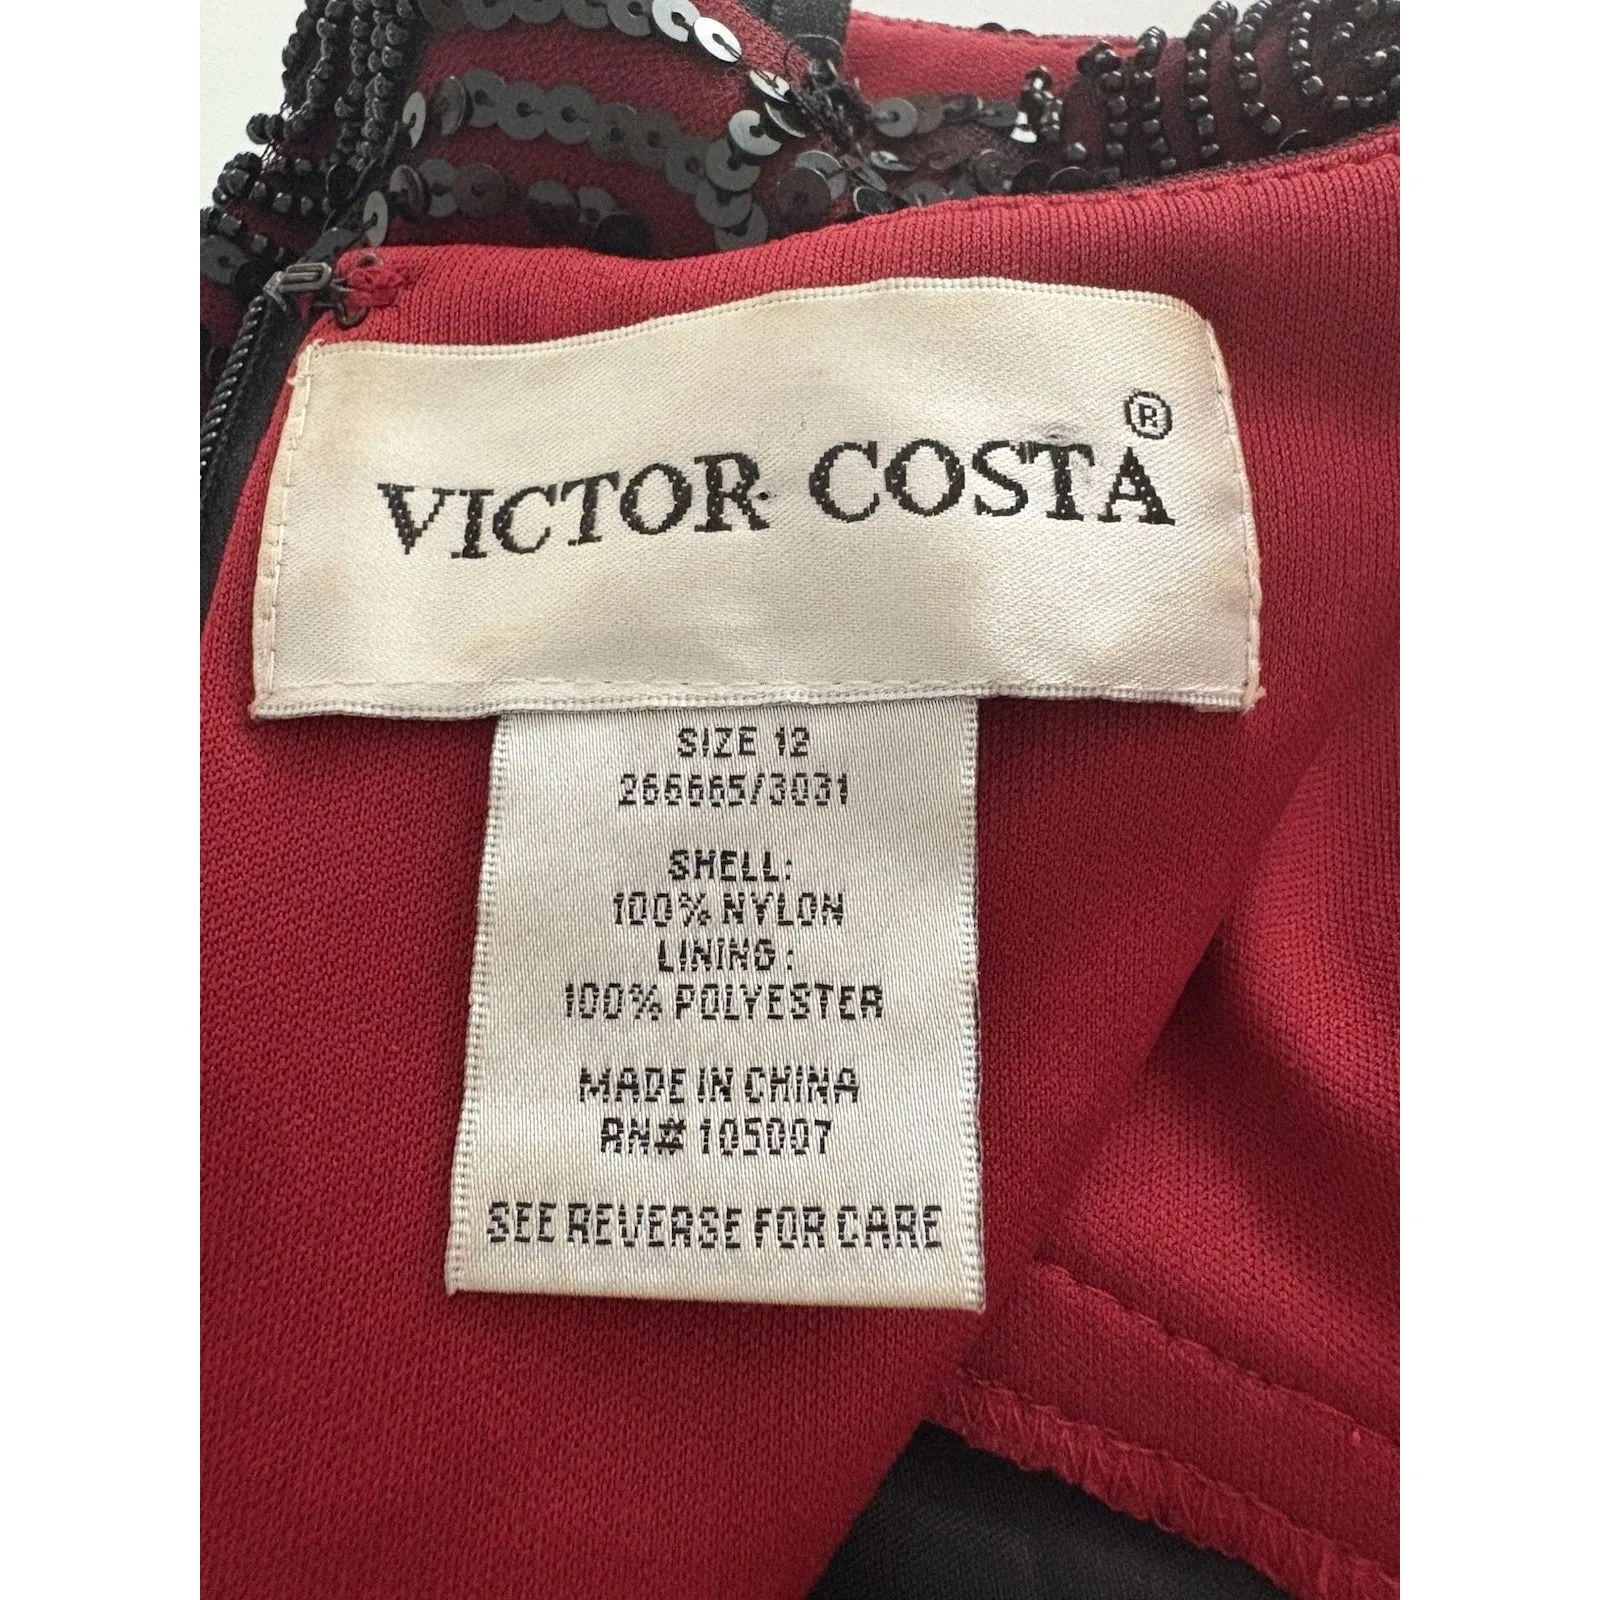 VICTOR COSTA®
SIZE 12
266665/3031
SHELL:
100% NYLON
LINING:
100% POLYESTER
MADE IN CHINA
RN# 105007
SEE REVERSE FOR CARE